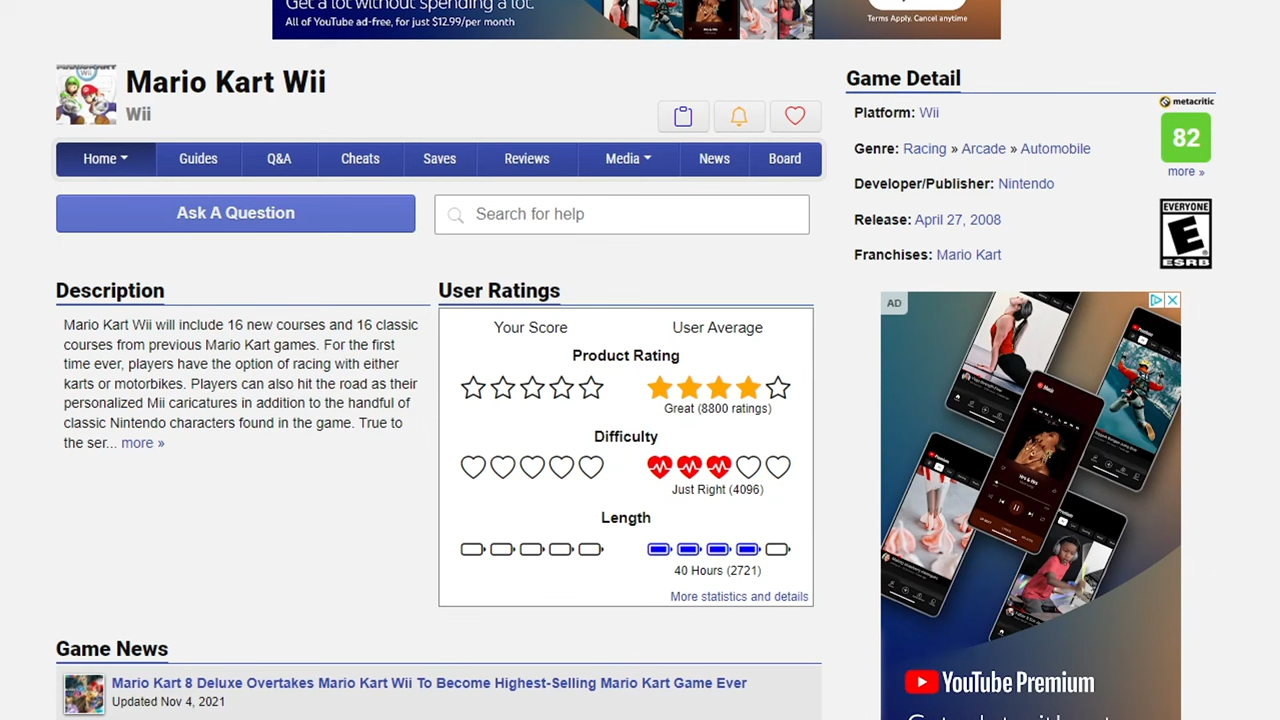 Get a lot without spending a lot.
All of YouTube ad-free, for just $12.99/per month
Terms Apply. Cancel anytime
Mario Kart Wii
Wii
Home
Guides
Q&A
Cheats
Saves
Reviews
Media
News
Board
Ask A Question
Search for help
Description
Mario Kart Wii will include 16 new courses and 16 classic
courses from previous Mario Kart games. For the first
time ever, players have the option of racing with either
karts or motorbikes. Players can also hit the road as their
personalized Mii caricatures in addition to the handful of
classic Nintendo characters found in the game. True to
the ser... more »
User Ratings
Your Score
User Average
Product Rating
Great (8800 ratings)
Difficulty
Just Right (4096)
Length
40 Hours (2721)
More statistics and details
Game News
Mario Kart 8 Deluxe Overtakes Mario Kart Wii To Become Highest-Selling Mario Kart Game Ever
Updated Nov 4, 2021
Game Detail
Platform: Wii
Genre: Racing » Arcade » Automobile
Developer/Publisher: Nintendo
Release: April 27, 2008
Franchises: Mario Kart
metacritic
82
more »
EVERYONE
E
ESRB
AD
YouTube Premium